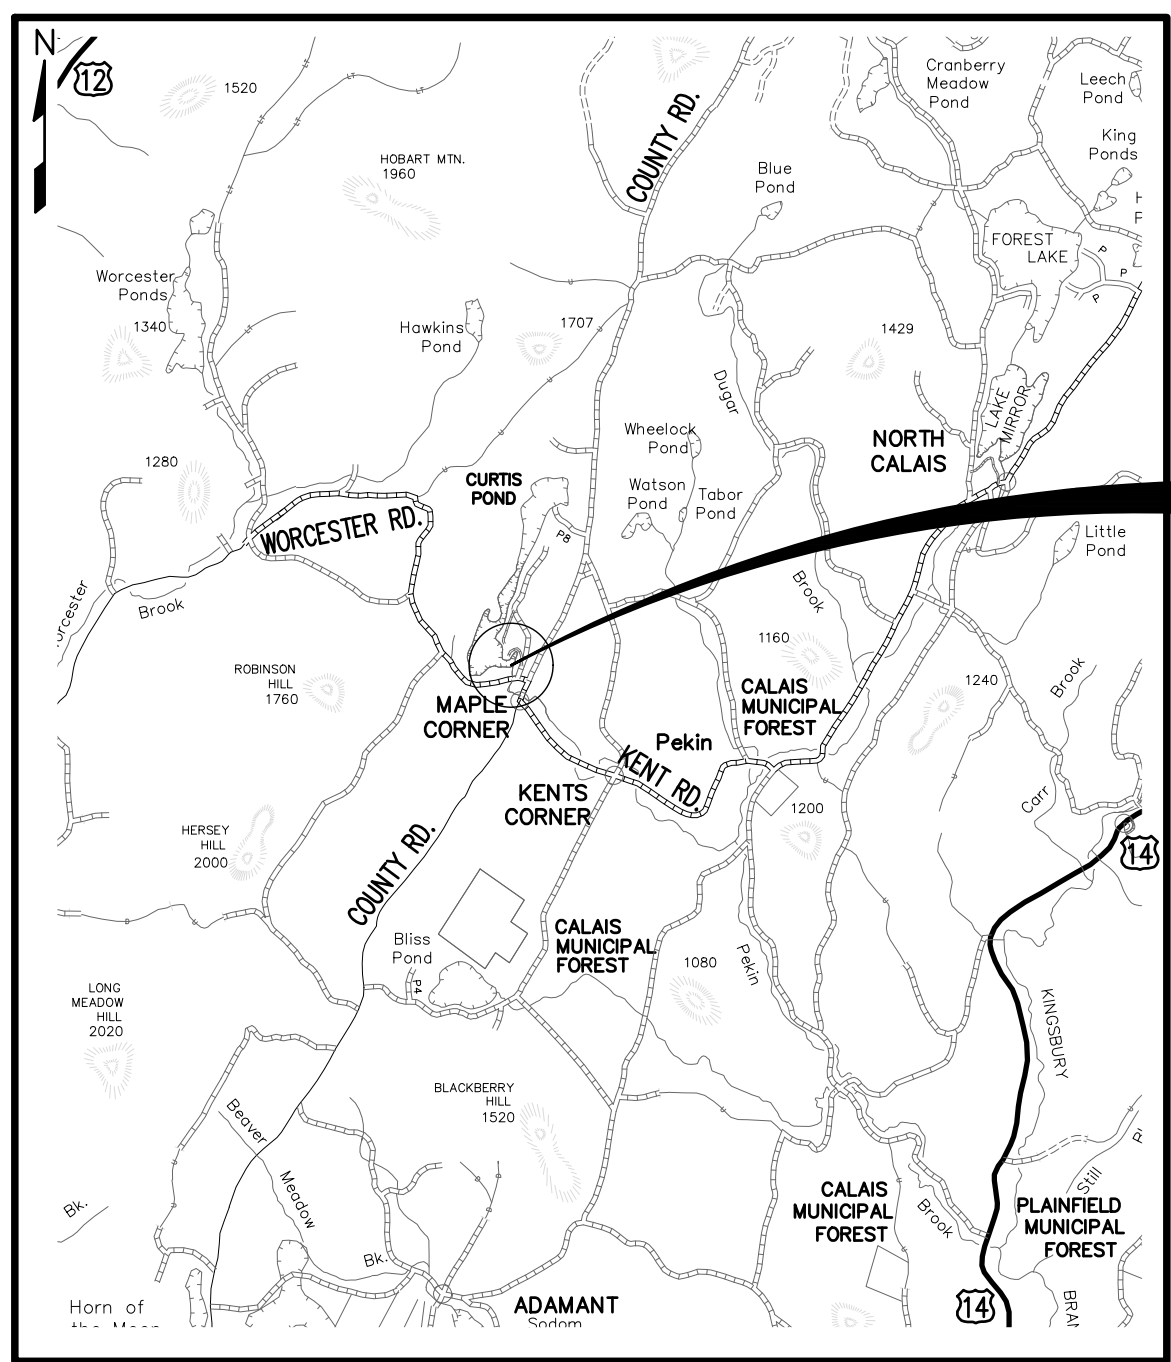 N
12
1520
HOBART MTN.
1960
COUNTY RD.
Cranberry
Meadow
Pond
Leech
Pond
King
Ponds
Blue
Pond
FOREST
LAKE
P
P
P
Worcester
Ponds
1340
Hawkins
Pond
1707
1429
Dugar
LAKE
MIRROR
Wheelock
Pond
NORTH
CALAIS
1280
CURTIS
POND
Watson
Pond
Tabor
Pond
WORCESTER RD.
P8
Little
Pond
Brook
Brook
1160
ROBINSON
HILL
1760
MAPLE
CORNER
CALAIS
MUNICIPAL
FOREST
1240
Brook
Pekin
KENT RD.
KENTS
CORNER
1200
Carr
14
HERSEY
HILL
2000
COUNTY RD.
CALAIS
MUNICIPAL
FOREST
Bliss
Pond
P4
1080
Pekin
LONG
MEADOW
HILL
2020
KINGSBURY
BLACKBERRY
HILL
1520
Beaver
Meadow
Bk.
Bk.
CALAIS
MUNICIPAL
FOREST
Brook
Still
PLAINFIELD
MUNICIPAL
FOREST
14
BRAN
Horn of
the Moon
ADAMANT
Sodom